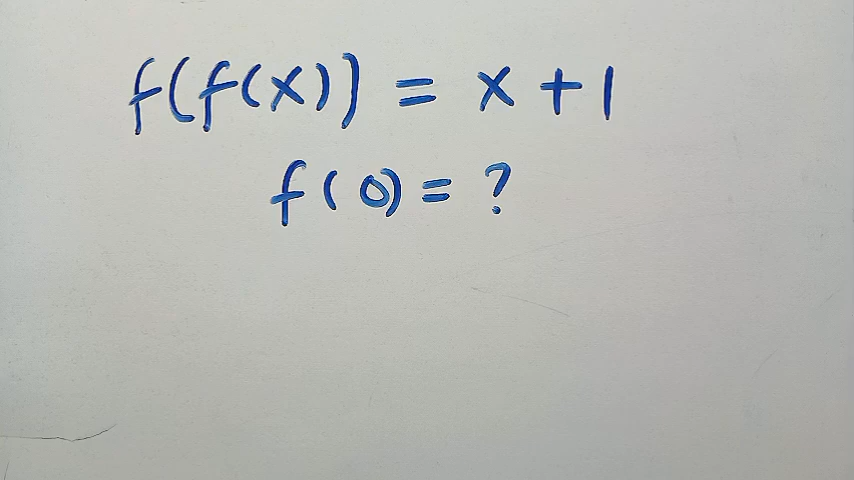 f(f(x)) = x + 1
f(0) = ?